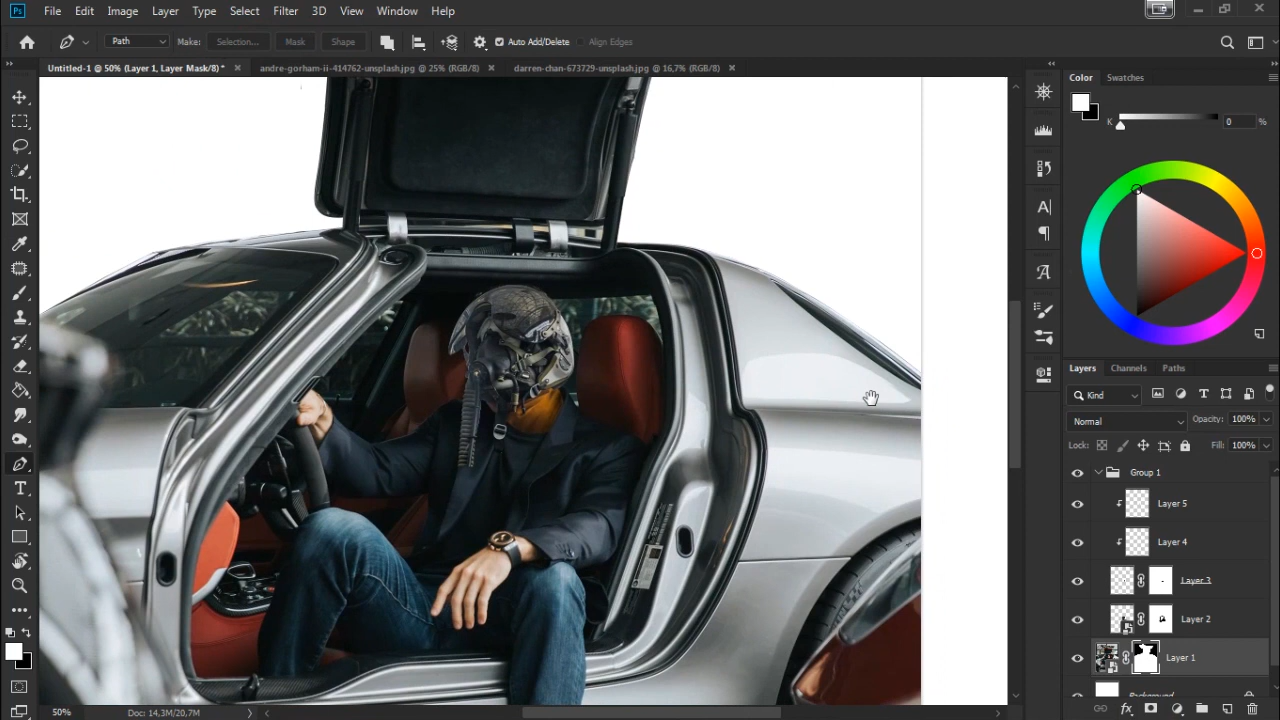 Ps File Edit Image Layer Type Select Filter 3D View Window Help
Path Make: Selection... Mask Shape Auto Add/Delete Align Edges
Untitled-1 @ 50% (Layer 1, Layer Mask/8) * × andre-gorham-ii-414762-unsplash.jpg @ 25% (RGB/8) × darren-chan-673729-unsplash.jpg @ 16,7% (RGB/8) ×
Color Swatches
K 0 %
Layers Channels Paths
Kind
Normal Opacity: 100%
Lock: Fill: 100%
Group 1
Layer 5
Layer 4
Layer 3
Layer 2
Layer 1
Background
50% Doc: 14,3M/20,7M